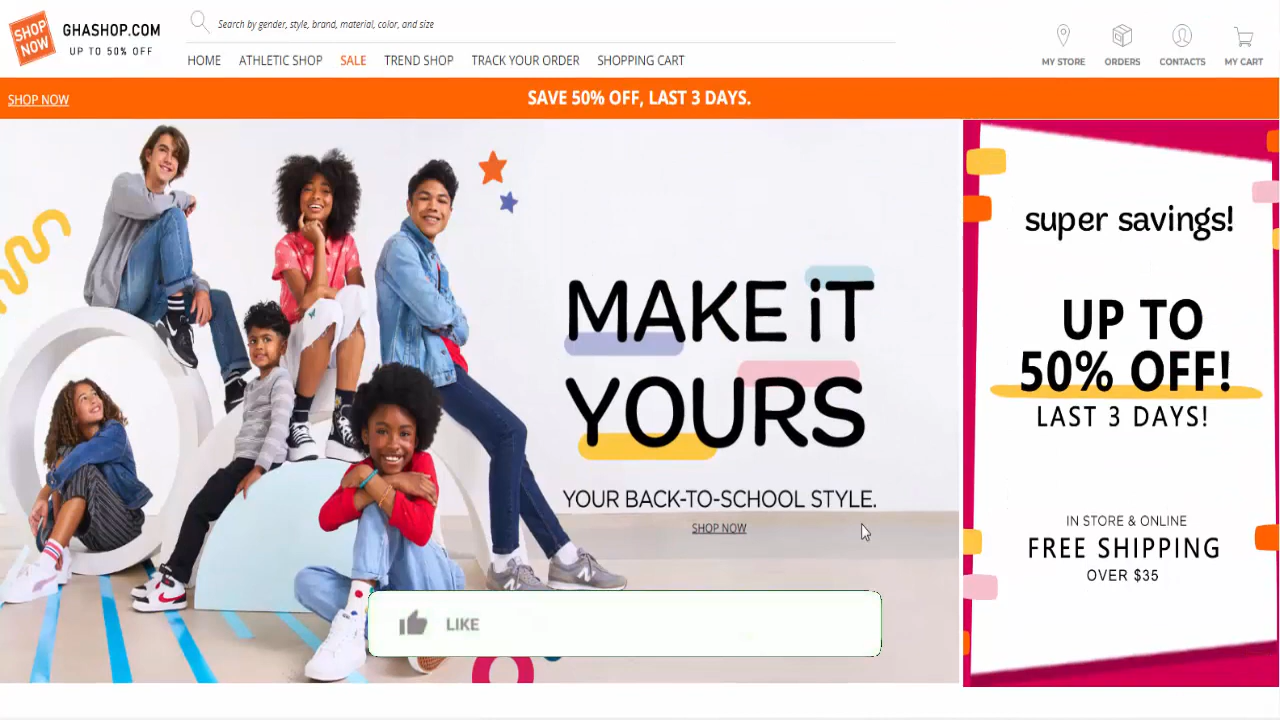 SHOP NOW
GHASHOP.COM
UP TO 50% OFF
Search by gender, style, brand, material, color, and size
HOME ATHLETIC SHOP SALE TREND SHOP TRACK YOUR ORDER SHOPPING CART
MY STORE ORDERS CONTACTS MY CART
SHOP NOW
SAVE 50% OFF, LAST 3 DAYS.
MAKE iT
YOURS
YOUR BACK-TO-SCHOOL STYLE.
SHOP NOW
LIKE
super savings!
UP TO
50% OFF!
LAST 3 DAYS!
IN STORE & ONLINE
FREE SHIPPING
OVER $35